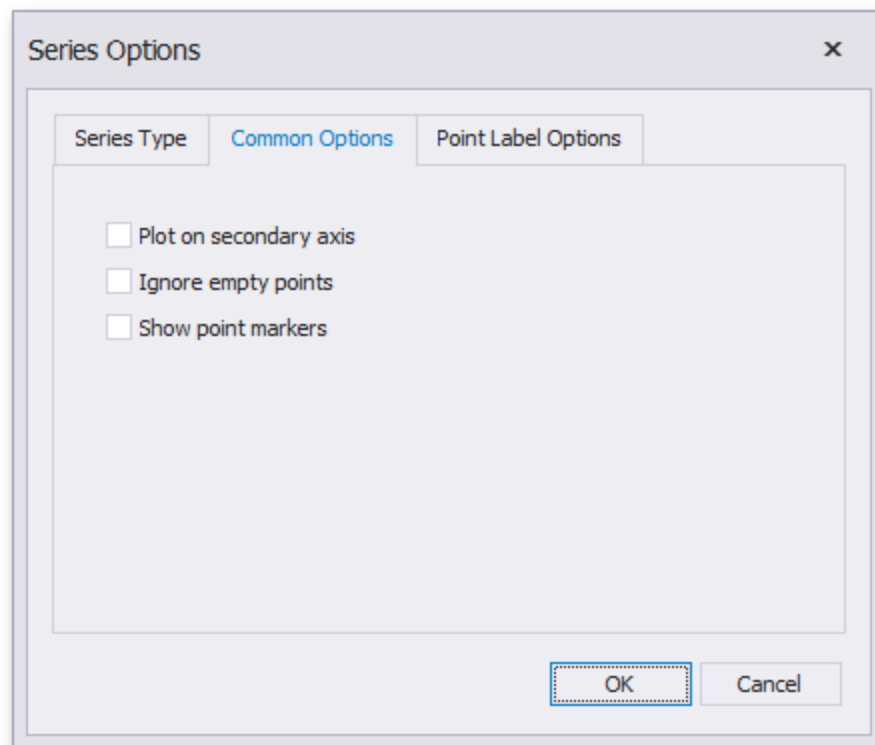 Series Options
Series Type Common Options Point Label Options
Plot on secondary axis
Ignore empty points
Show point markers
OK Cancel